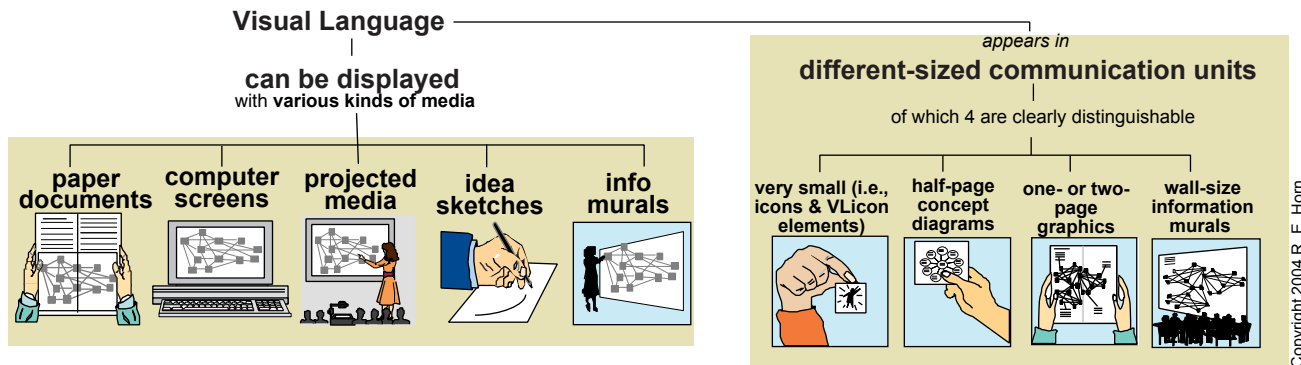 Visual Language
can be displayed
with various kinds of media
paper
documents
computer
screens
projected
media
idea
sketches
info
murals
appears in
different-sized communication units
of which 4 are clearly distinguishable
very small (i.e.,
icons & VLicon
elements)
half-page
concept
diagrams
one- or two-
page
graphics
wall-size
information
murals
Copyright 2004 R. E. Horn